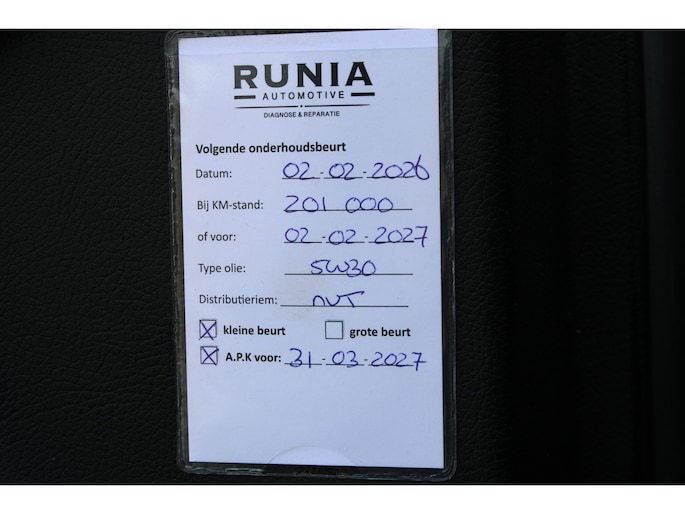 RUNIA
AUTOMOTIVE
DIAGNOSE & REPARATIE
Volgende onderhoudsbeurt
Datum: 02-02-2026
Bij KM-stand: 201 000
of voor: 02-02-2027
Type olie: 5W30
Distributieriem: nvt
kleine beurt grote beurt
A.P.K voor: 31-03-2027